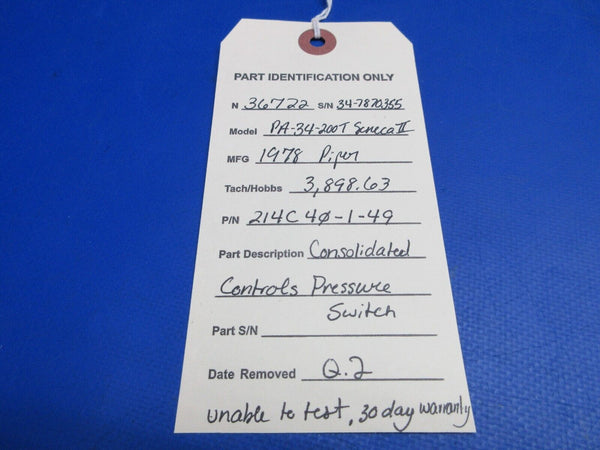 PART IDENTIFICATION ONLY
N 36722 S/N 34-7870355
Model PA-34-200T Seneca II
MFG 1978 Piper
Tach/Hobbs 3,898.63
P/N 214C40-1-49
Part Description Consolidated
Controls Pressure
Switch
Part S/N
Date Removed Q.2
unable to test, 30 day warranty